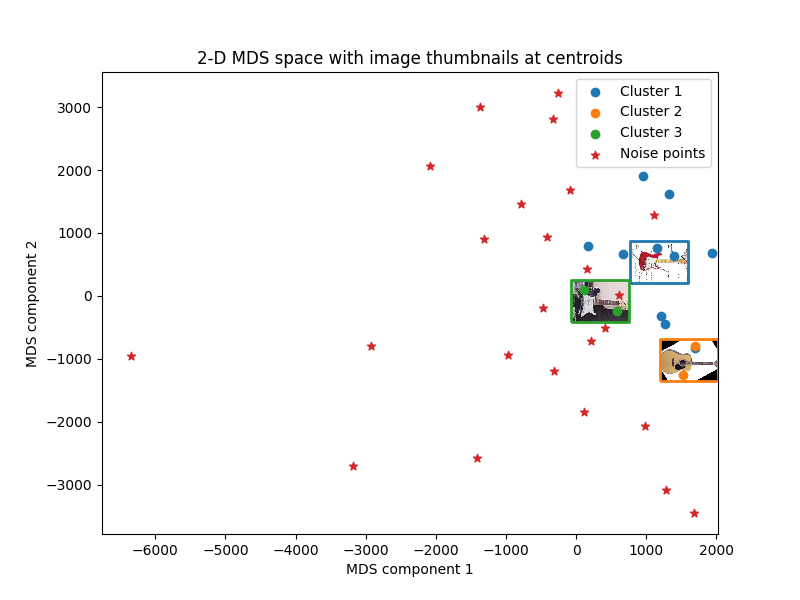 2-D MDS space with image thumbnails at centroids
Cluster 1
Cluster 2
Cluster 3
Noise points
MDS component 2
3000
2000
1000
0
−1000
−2000
−3000
−6000 −5000 −4000 −3000 −2000 −1000 0 1000 2000
MDS component 1